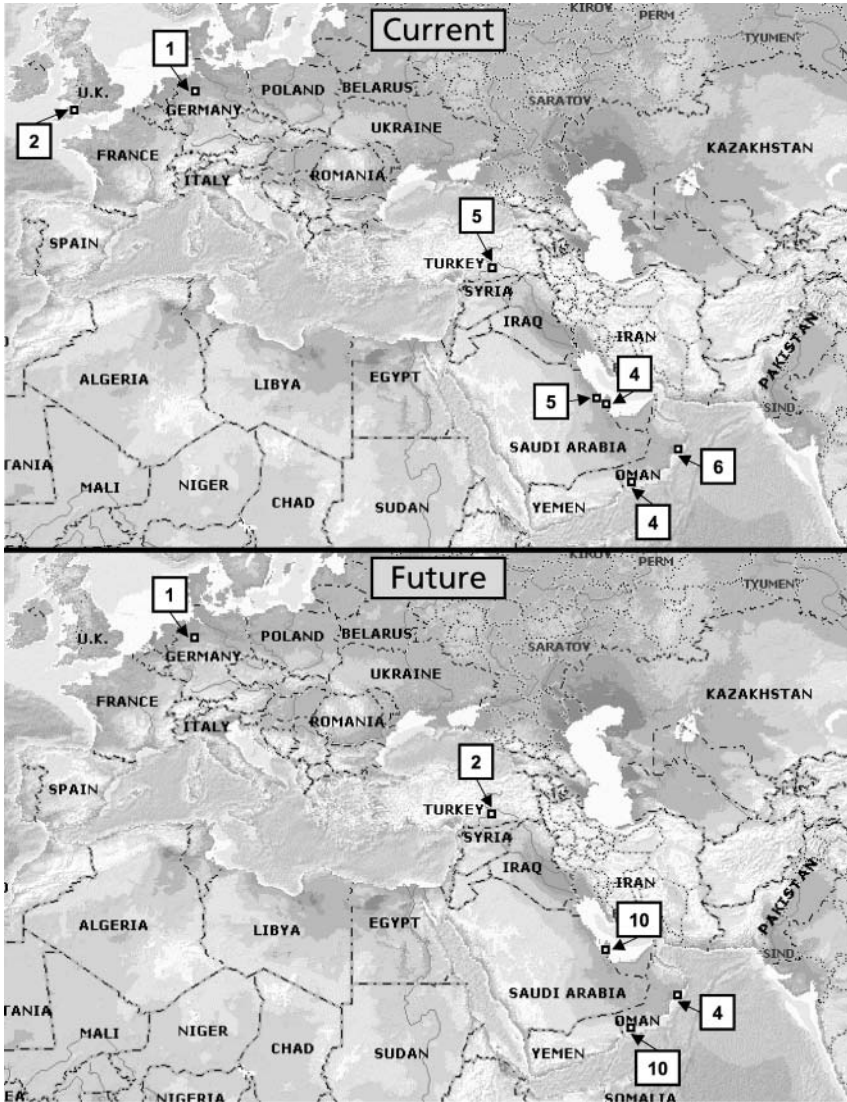 KIROV
PERM
Current
TYUMEN
1
U.K.
POLAND BELARUS
GERMANY
SARATOV
2
UKRAINE
FRANCE
KAZAKHSTAN
ITALY
ROMANIA
5
SPAIN
TURKEY
SYRIA
IRAQ
IRAN
PAKISTAN
ALGERIA
LIBYA
EGYPT
5
4
SIND
SAUDI ARABIA
TANIA
MALI
NIGER
CHAD
SUDAN
YEMEN
OMAN
6
4
KIROV
PERM
Future
TYUMEN
1
U.K.
POLAND BELARUS
GERMANY
SARATOV
UKRAINE
FRANCE
KAZAKHSTAN
ITALY
ROMANIA
2
SPAIN
TURKEY
SYRIA
IRAQ
IRAN
PAKISTAN
ALGERIA
LIBYA
EGYPT
10
SIND
SAUDI ARABIA
TANIA
MALI
NIGER
CHAD
SUDAN
YEMEN
OMAN
4
10
EA
NIGERIA
SOMALIA